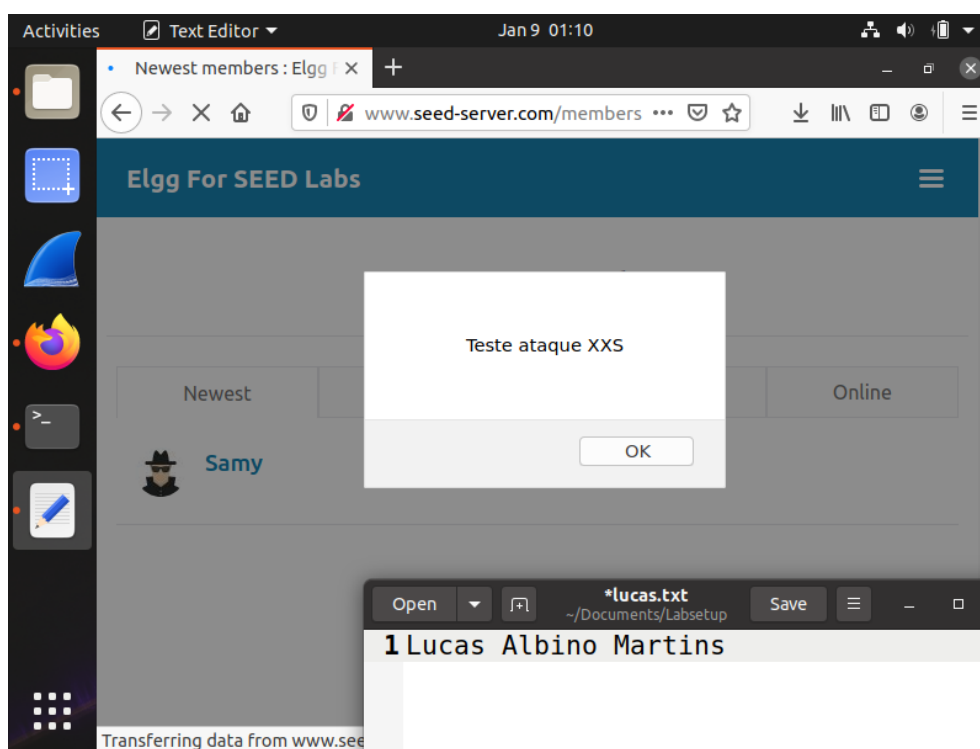 Activities
Text Editor
Jan 9 01:10
Newest members : Elgg F
www.seed-server.com/members
Elgg For SEED Labs
Teste ataque XXS
OK
Newest
Online
Samy
Open
*lucas.txt
~/Documents/Labsetup
Save
1 Lucas Albino Martins
Transferring data from www.see